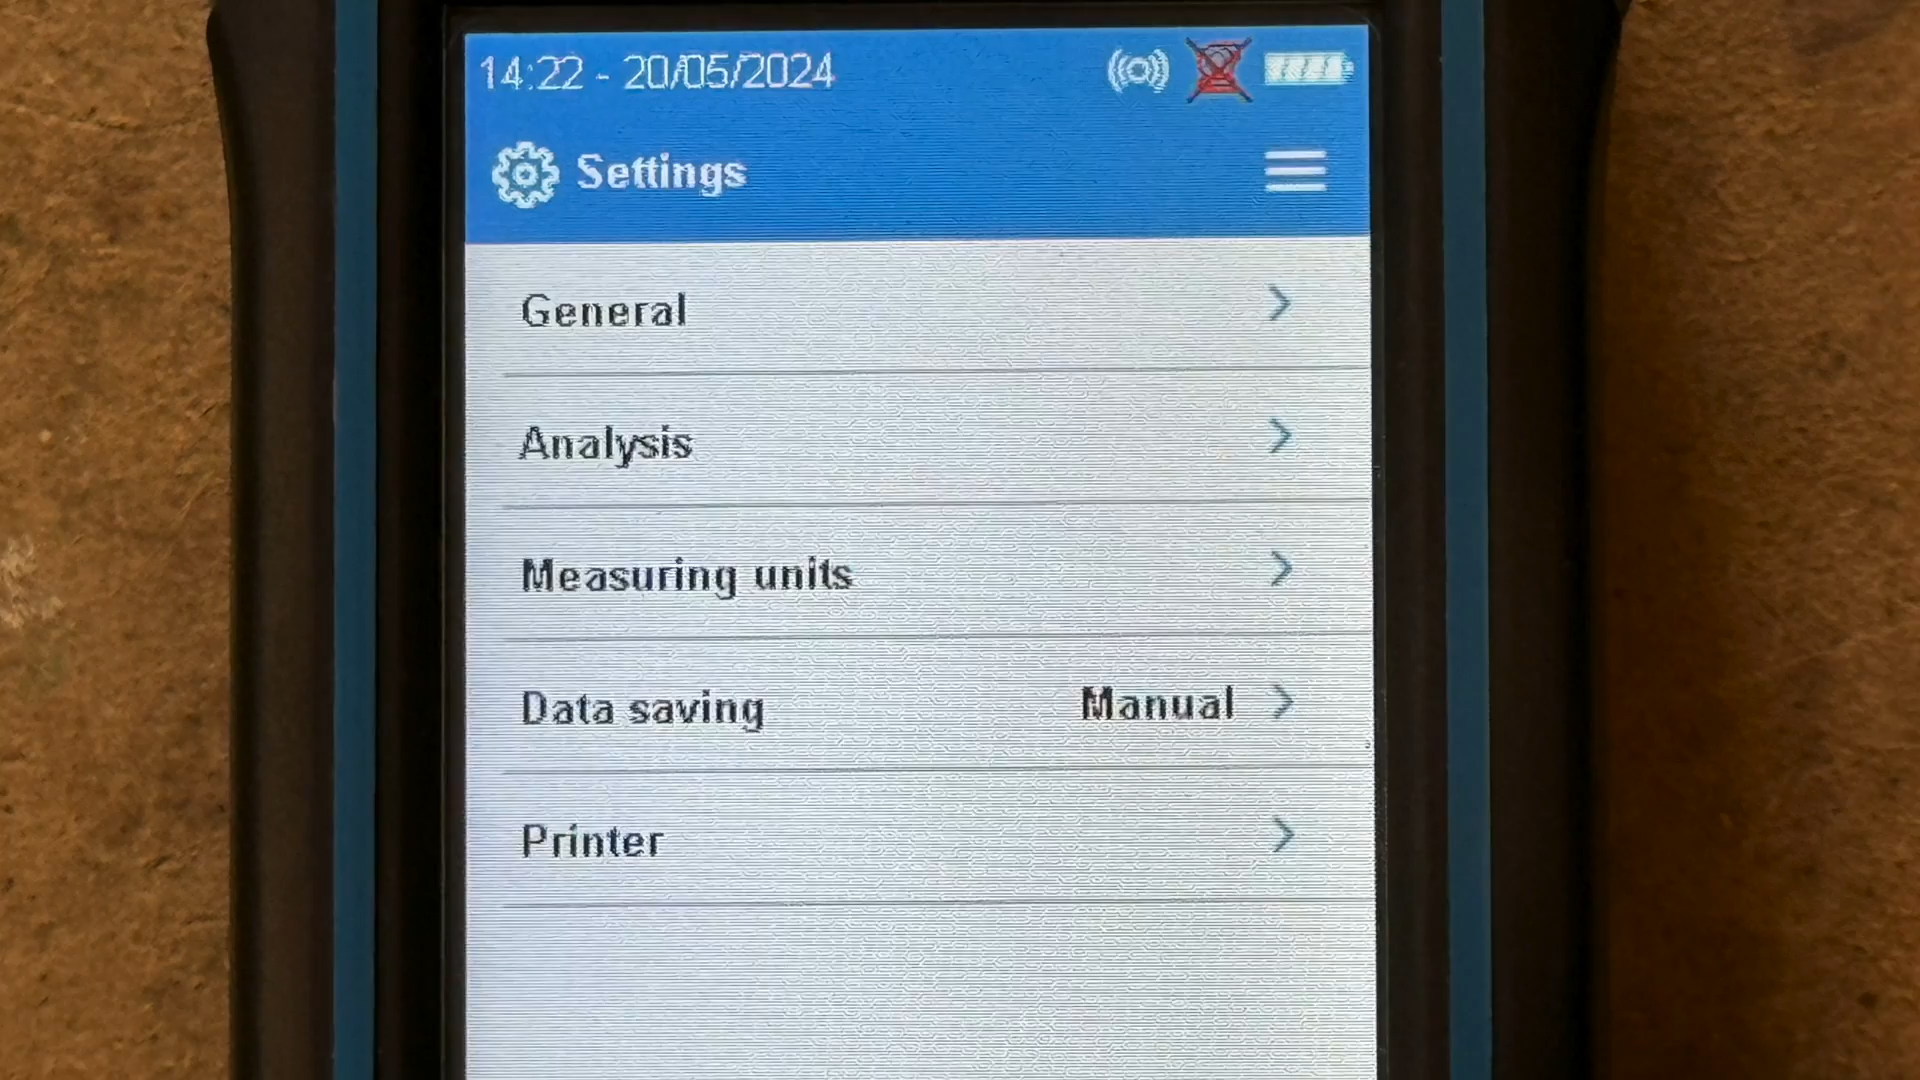 14:22 - 20/05/2024
Settings
General
Analysis
Measuring units
Data saving Manual
Printer